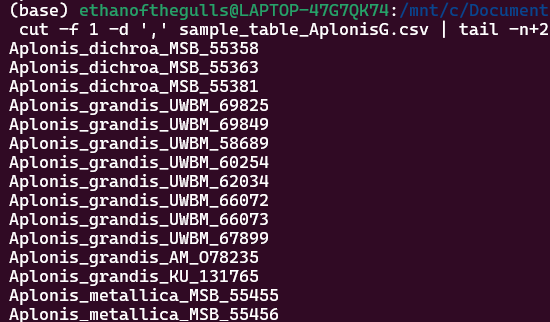 (base) ethanofthegulls@LAPTOP-47G7QK74:/mnt/c/Document
cut -f 1 -d ',' sample_table_AplonisG.csv | tail -n+2
Aplonis_dichroa_MSB_55358
Aplonis_dichroa_MSB_55363
Aplonis_dichroa_MSB_55381
Aplonis_grandis_UWBM_69825
Aplonis_grandis_UWBM_69849
Aplonis_grandis_UWBM_58689
Aplonis_grandis_UWBM_60254
Aplonis_grandis_UWBM_62034
Aplonis_grandis_UWBM_66072
Aplonis_grandis_UWBM_66073
Aplonis_grandis_UWBM_67899
Aplonis_grandis_AM_O78235
Aplonis_grandis_KU_131765
Aplonis_metallica_MSB_55455
Aplonis_metallica_MSB_55456